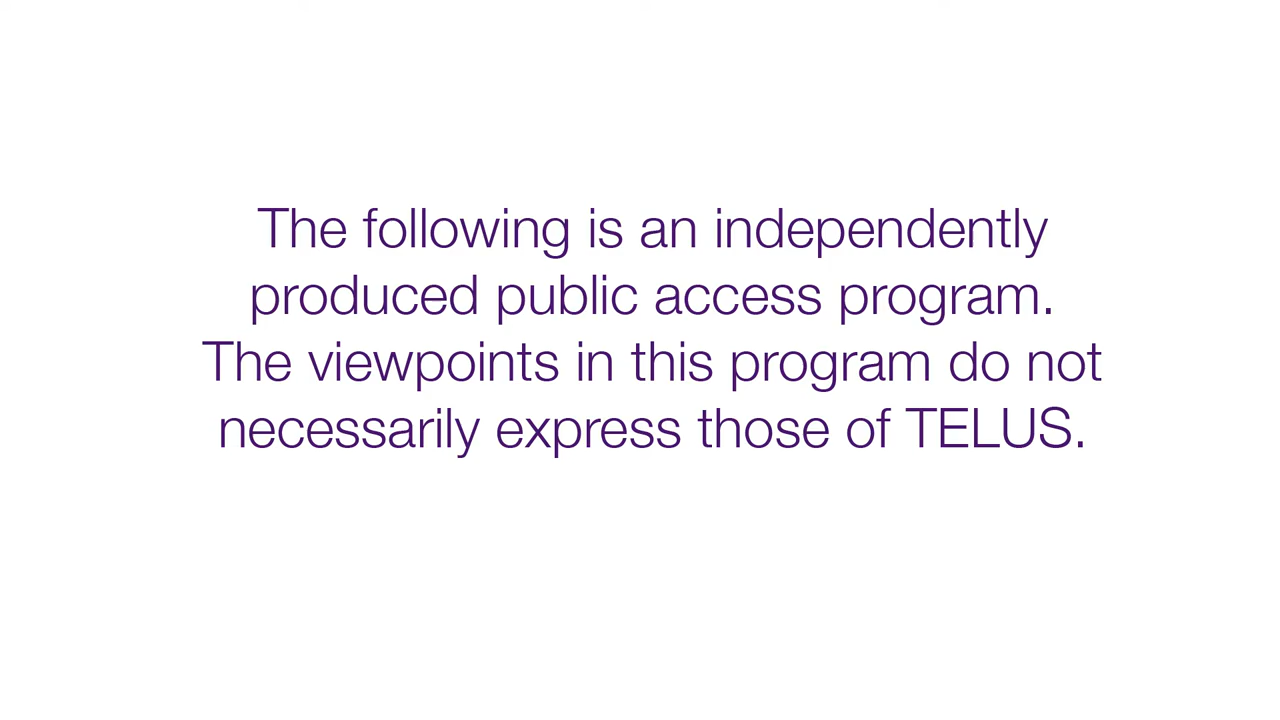 The following is an independently
produced public access program.
The viewpoints in this program do not
necessarily express those of TELUS.